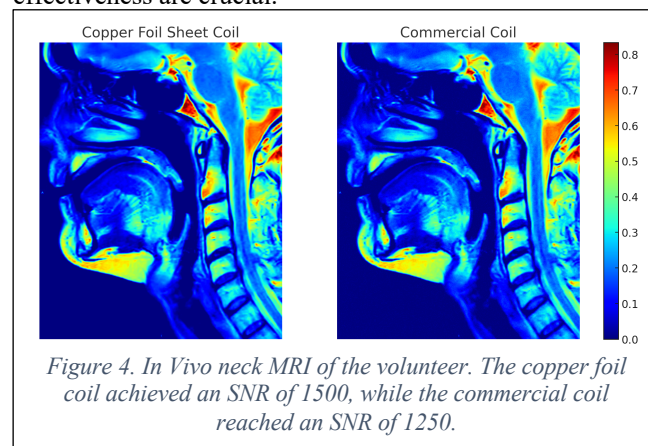 effectiveness are crucial.
Copper Foil Sheet Coil
Commercial Coil
0.8
0.7
0.6
0.5
0.4
0.3
0.2
0.1
0.0
Figure 4. In Vivo neck MRI of the volunteer. The copper foil
coil achieved an SNR of 1500, while the commercial coil
reached an SNR of 1250.